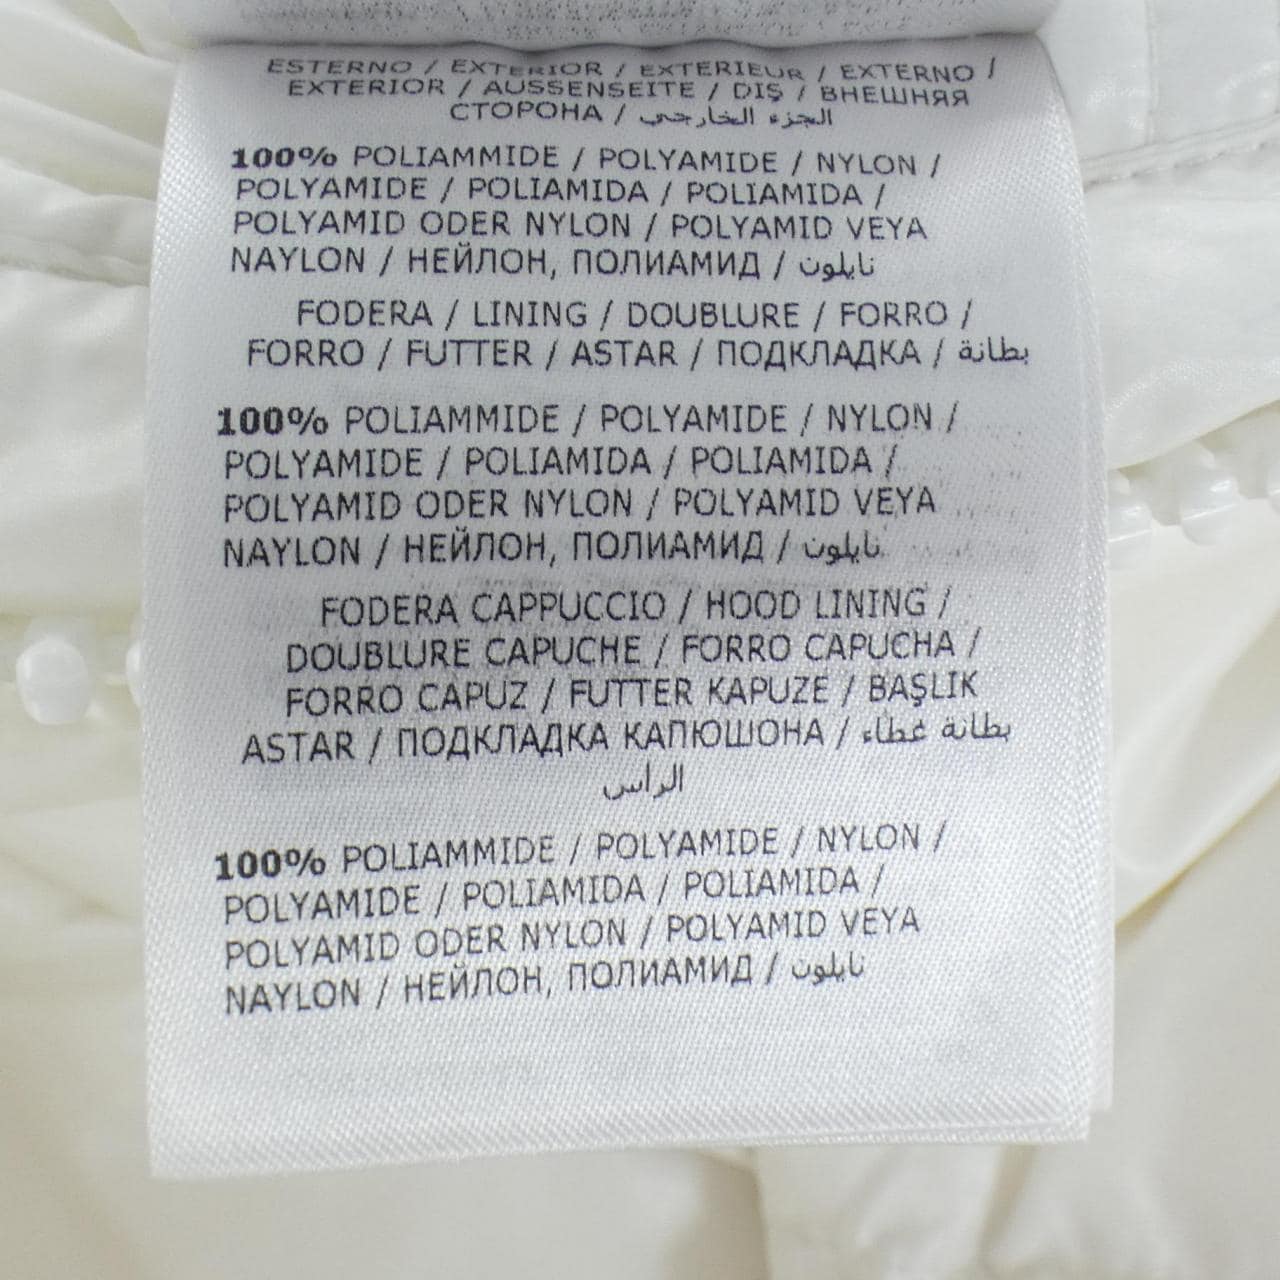 ESTERNO / EXTERIOR / EXTERIEUR / EXTERNO /
EXTERIOR / AUSSENSEITE / DIŞ / ВНЕШНЯЯ
СТОРОНА / الجزء الخارجي
100% POLIAMMIDE / POLYAMIDE / NYLON /
POLYAMIDE / POLIAMIDA / POLIAMIDA /
POLYAMID ODER NYLON / POLYAMID VEYA
NAYLON / НЕЙЛОН, ПОЛИАМИД / نايلون
FODERA / LINING / DOUBLURE / FORRO /
FORRO / FUTTER / ASTAR / ПОДКЛАДКА / بطانة
100% POLIAMMIDE / POLYAMIDE / NYLON /
POLYAMIDE / POLIAMIDA / POLIAMIDA /
POLYAMID ODER NYLON / POLYAMID VEYA
NAYLON / НЕЙЛОН, ПОЛИАМИД / نايلون
FODERA CAPPUCCIO / HOOD LINING /
DOUBLURE CAPUCHE / FORRO CAPUCHA /
FORRO CAPUZ / FUTTER KAPUZE / BAŞLIK
ASTAR / ПОДКЛАДКА КАПЮШОНА / بطانة غطاء
الراس
100% POLIAMMIDE / POLYAMIDE / NYLON /
POLYAMIDE / POLIAMIDA / POLIAMIDA /
POLYAMID ODER NYLON / POLYAMID VEYA
NAYLON / НЕЙЛОН, ПОЛИАМИД / نايلون